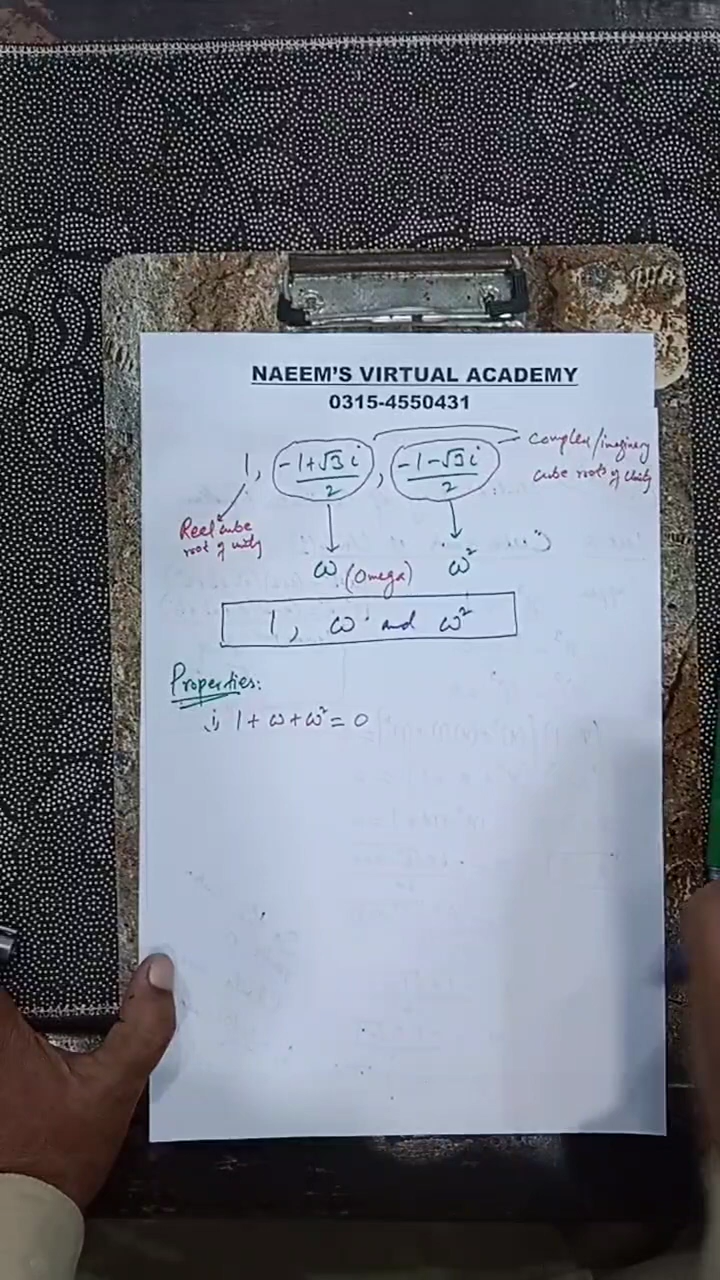 NAEEM'S VIRTUAL ACADEMY
0315-4550431
1, (-1+√3i)/2, (-1-√3i)/2
complex/imaginary
cube roots of Unity
Real cube
root of unity
ω (Omega) ω²
1, ω and ω²
Properties:
i, 1 + ω + ω² = 0